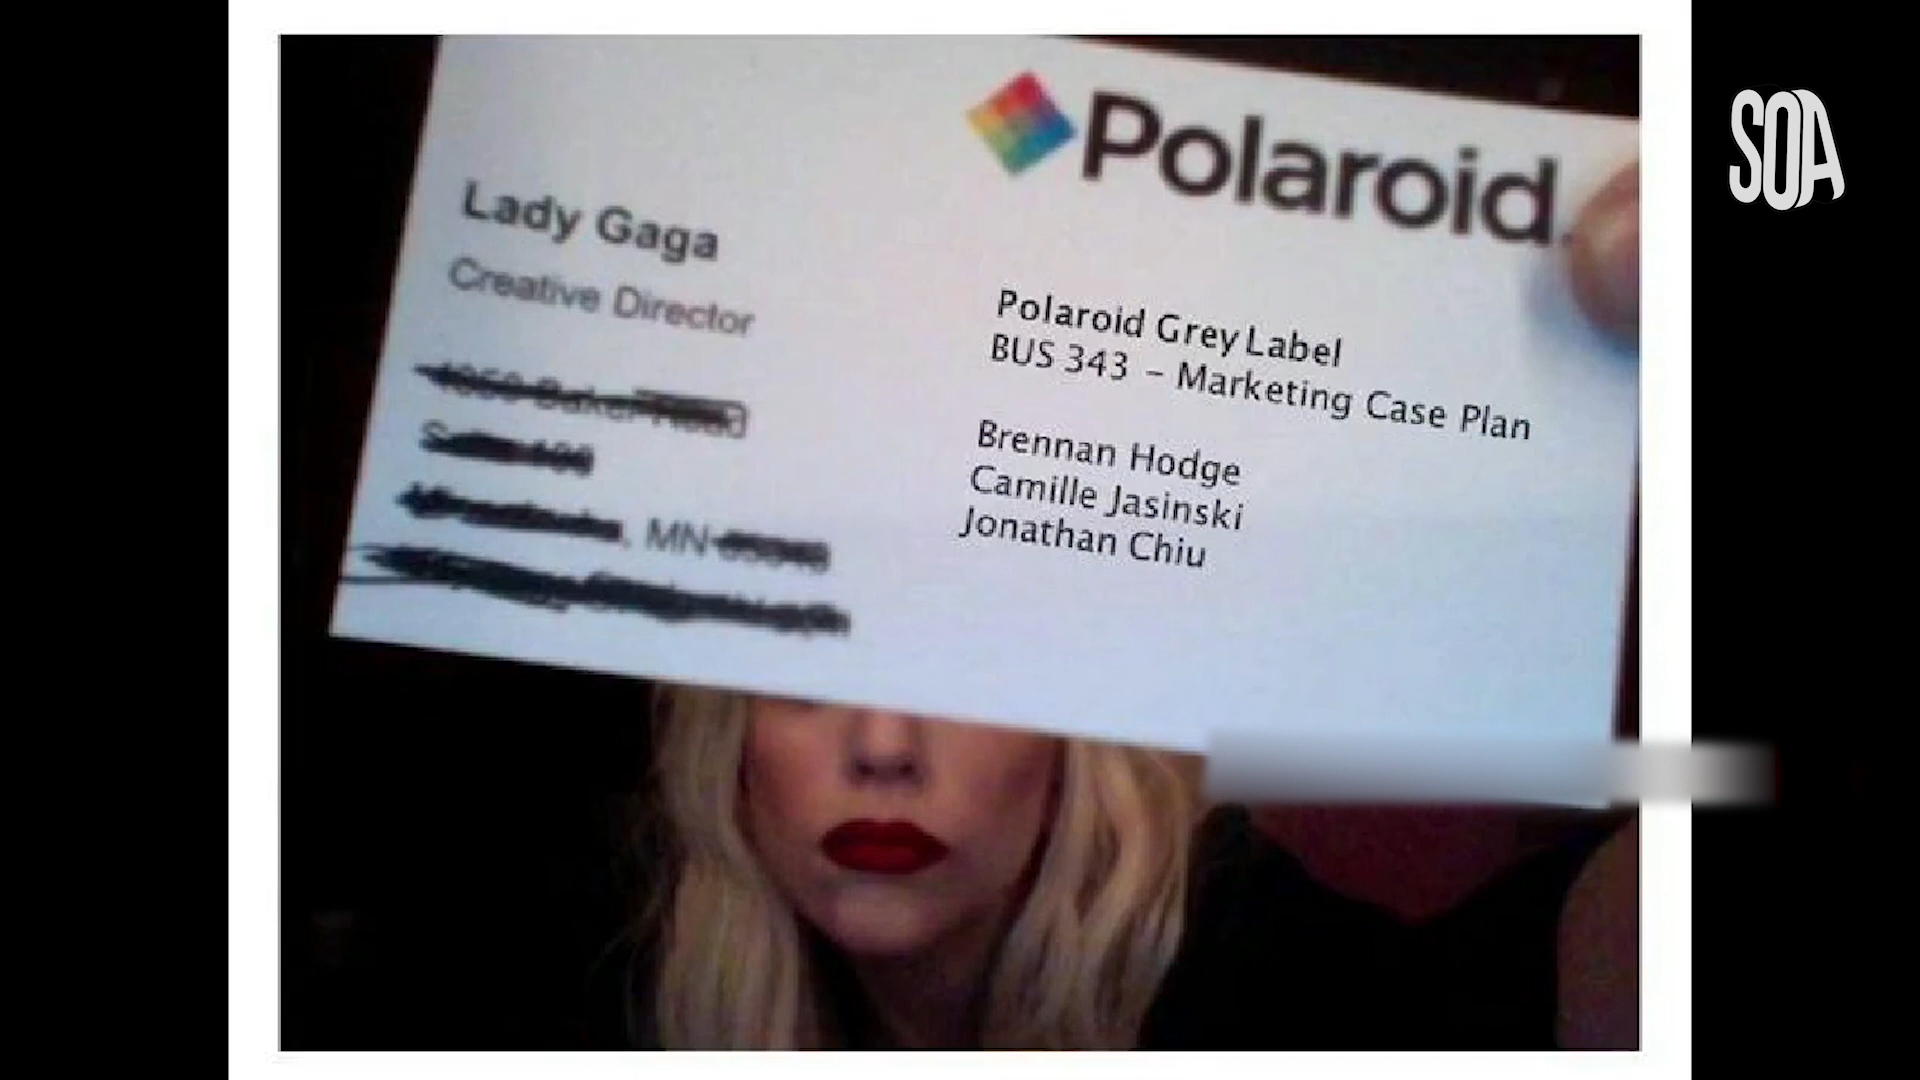 Polaroid
Lady Gaga
Creative Director
, MN
Polaroid Grey Label
BUS 343 – Marketing Case Plan
Brennan Hodge
Camille Jasinski
Jonathan Chiu
SOA